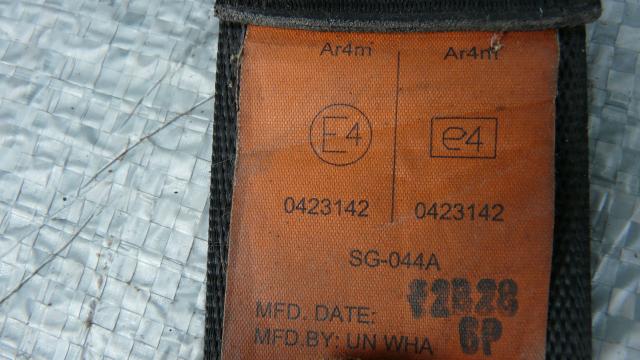 Ar4m Ar4m
E4 e4
0423142 0423142
SG-044A
MFD. DATE:
MFD.BY: UN WHA 6P